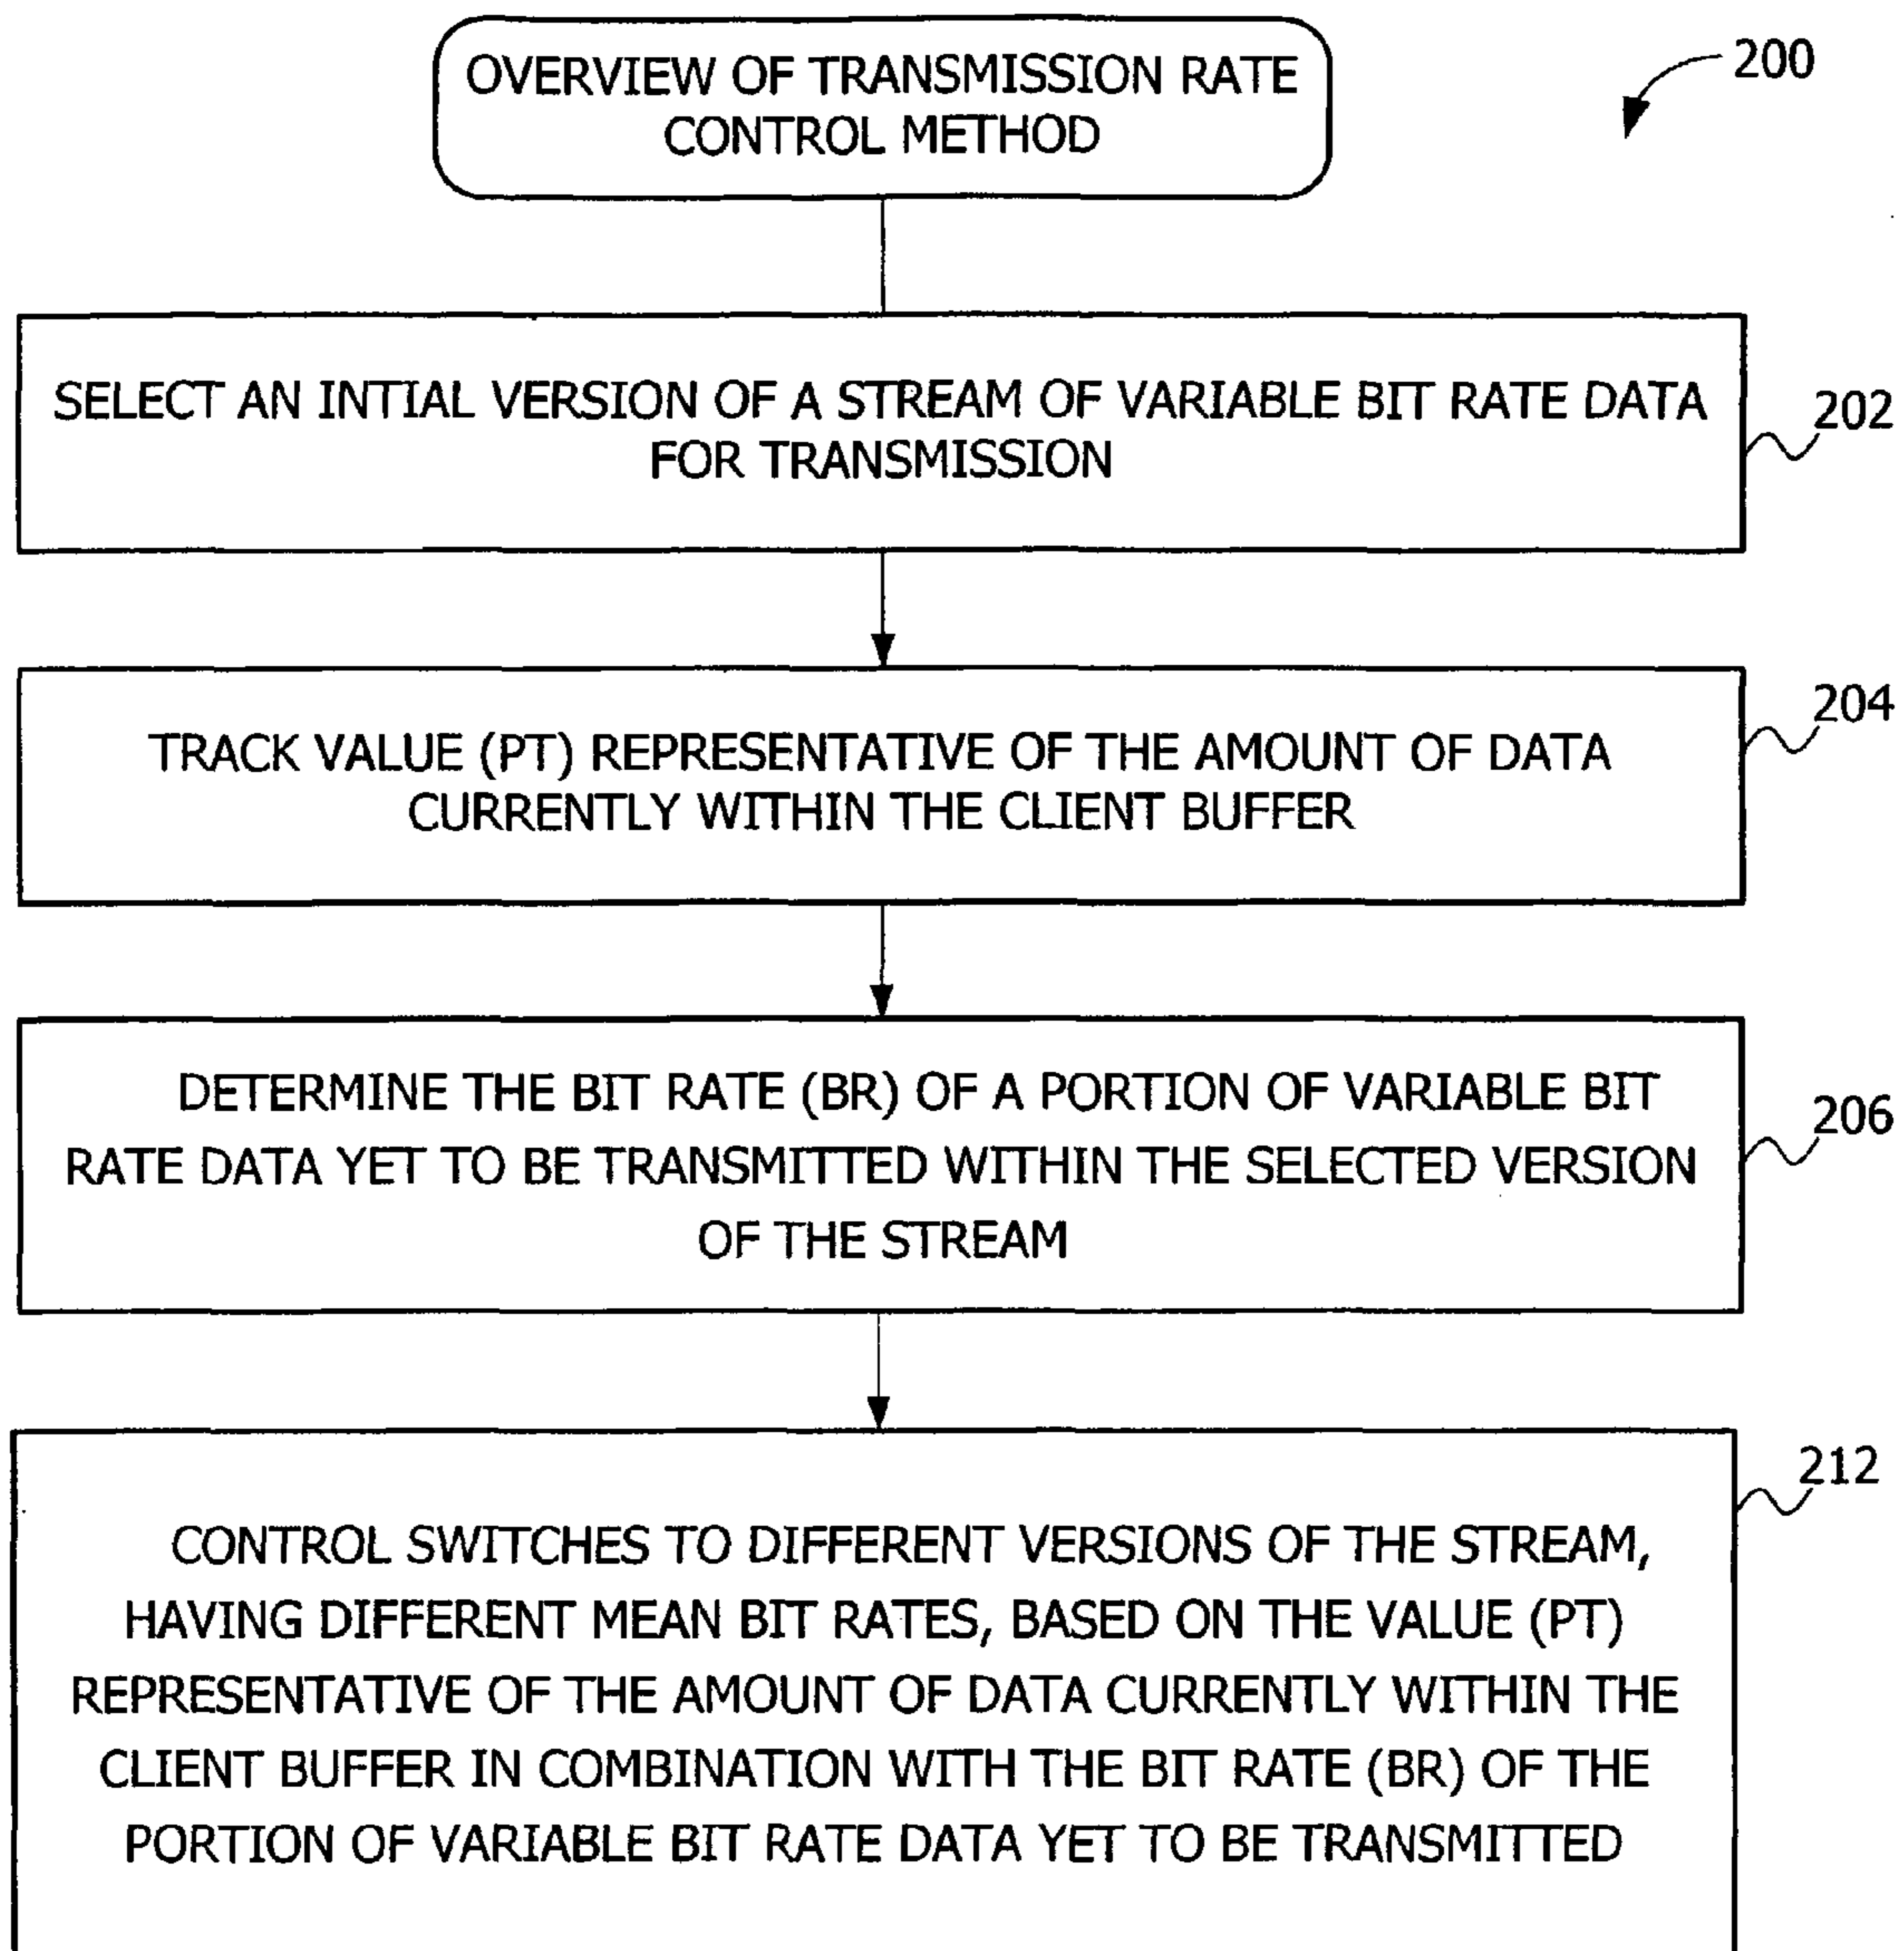 OVERVIEW OF TRANSMISSION RATE
CONTROL METHOD
200
SELECT AN INTIAL VERSION OF A STREAM OF VARIABLE BIT RATE DATA
FOR TRANSMISSION
202
TRACK VALUE (PT) REPRESENTATIVE OF THE AMOUNT OF DATA
CURRENTLY WITHIN THE CLIENT BUFFER
204
DETERMINE THE BIT RATE (BR) OF A PORTION OF VARIABLE BIT
RATE DATA YET TO BE TRANSMITTED WITHIN THE SELECTED VERSION
OF THE STREAM
206
CONTROL SWITCHES TO DIFFERENT VERSIONS OF THE STREAM,
HAVING DIFFERENT MEAN BIT RATES, BASED ON THE VALUE (PT)
REPRESENTATIVE OF THE AMOUNT OF DATA CURRENTLY WITHIN THE
CLIENT BUFFER IN COMBINATION WITH THE BIT RATE (BR) OF THE
PORTION OF VARIABLE BIT RATE DATA YET TO BE TRANSMITTED
212